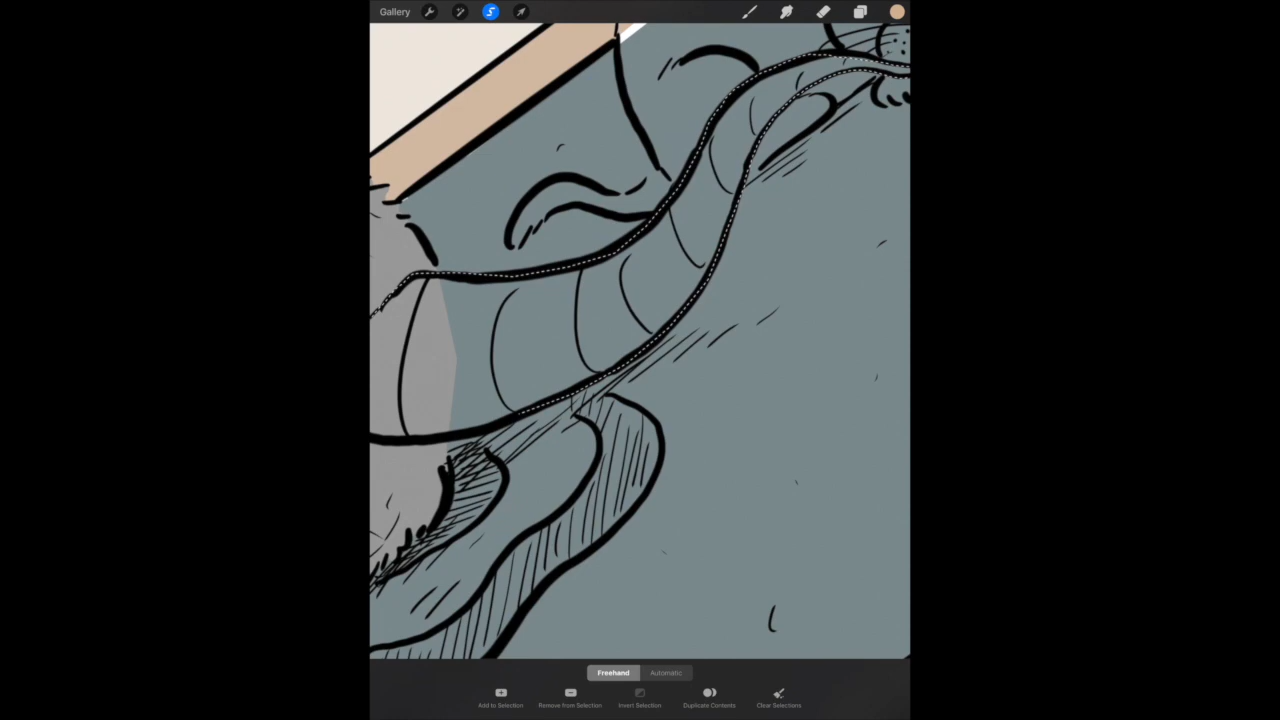 Gallery
Freehand Automatic
Add to Selection Remove from Selection Invert Selection Duplicate Contents Clear Selections